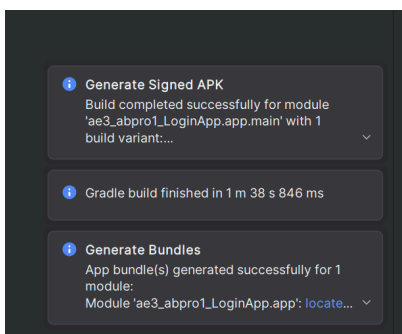 Generate Signed APK
Build completed successfully for module
'ae3_abpro1_LoginApp.app.main' with 1
build variant:...
Gradle build finished in 1 m 38 s 846 ms
Generate Bundles
App bundle(s) generated successfully for 1
module:
Module 'ae3_abpro1_LoginApp.app': locate...